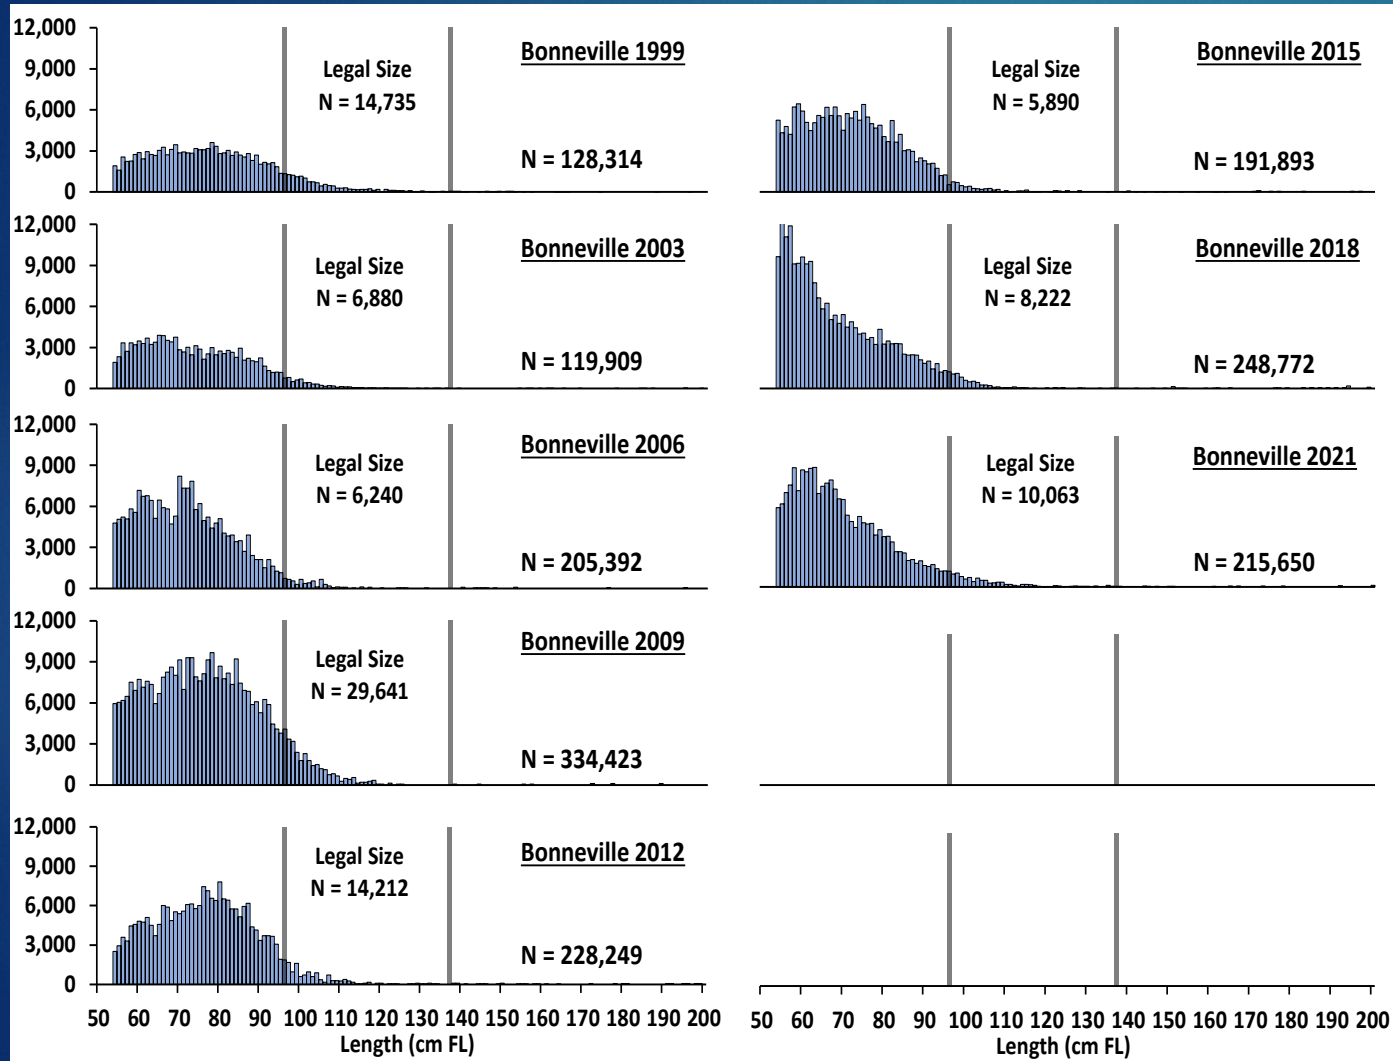 12,000
9,000
6,000
3,000
0
Legal Size
N = 14,735
Bonneville 1999
N = 128,314
12,000
9,000
6,000
3,000
0
Legal Size
N = 6,880
Bonneville 2003
N = 119,909
12,000
9,000
6,000
3,000
0
Legal Size
N = 6,240
Bonneville 2006
N = 205,392
12,000
9,000
6,000
3,000
0
Legal Size
N = 29,641
Bonneville 2009
N = 334,423
12,000
9,000
6,000
3,000
0
Legal Size
N = 14,212
Bonneville 2012
N = 228,249
50 60 70 80 90 100 110 120 130 140 150 160 170 180 190 200
Length (cm FL)
Legal Size
N = 5,890
Bonneville 2015
N = 191,893
Legal Size
N = 8,222
Bonneville 2018
N = 248,772
Legal Size
N = 10,063
Bonneville 2021
N = 215,650
50 60 70 80 90 100 110 120 130 140 150 160 170 180 190 200
Length (cm FL)